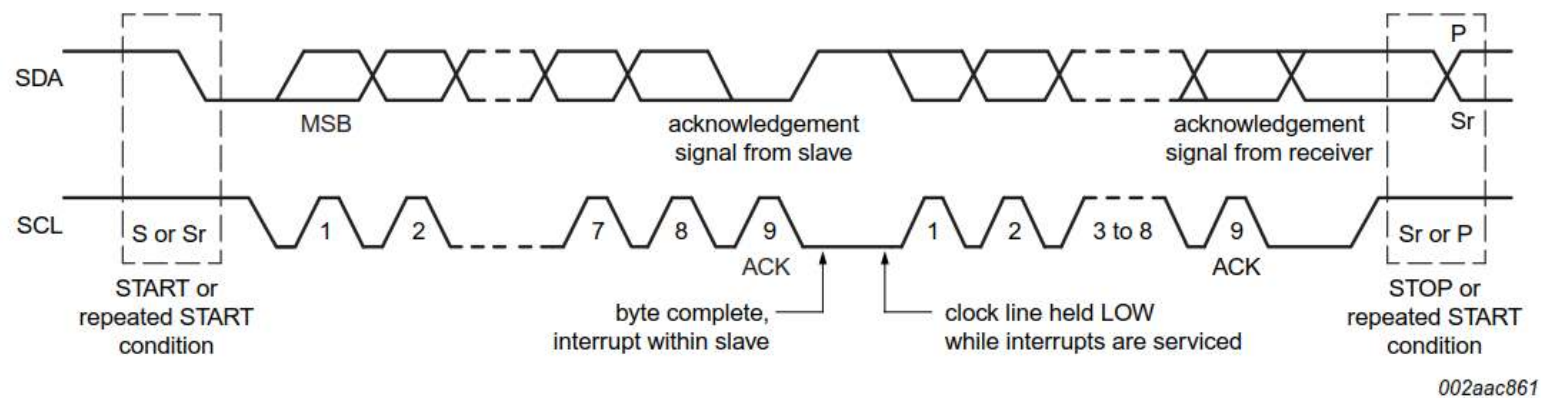 P
SDA
MSB
acknowledgement
signal from slave
acknowledgement
signal from receiver
Sr
SCL
S or Sr
1
2
7
8
9
1
2
3 to 8
9
Sr or P
ACK
ACK
START or
repeated START
condition
byte complete,
interrupt within slave
clock line held LOW
while interrupts are serviced
STOP or
repeated START
condition
002aac861